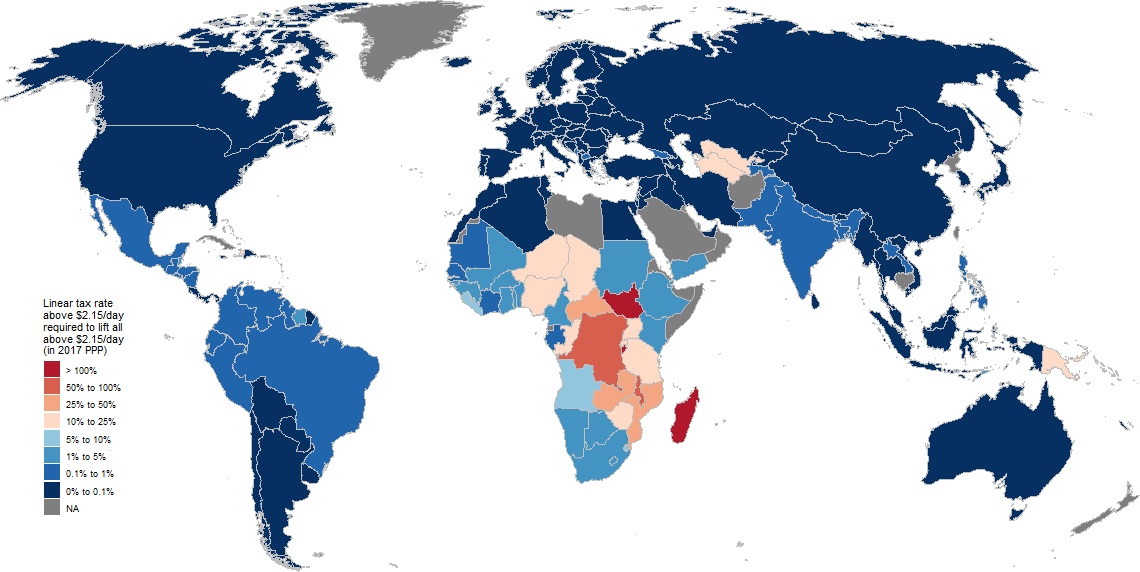 Linear tax rate
above $2.15/day
required to lift all
above $2.15/day
(in 2017 PPP)
> 100%
50% to 100%
25% to 50%
10% to 25%
5% to 10%
1% to 5%
0.1% to 1%
0% to 0.1%
NA